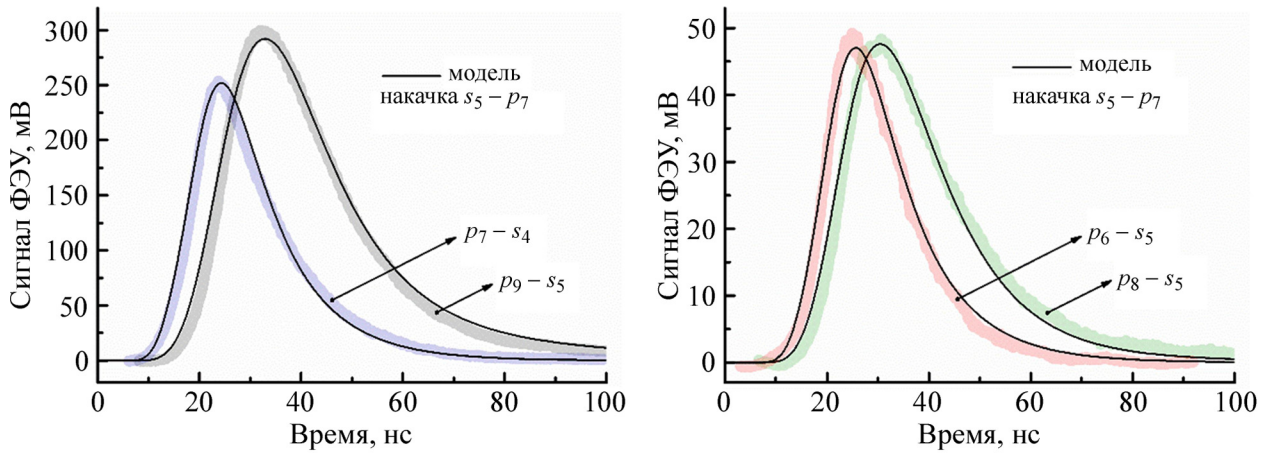 300
250
200
150
100
50
0
Сигнал ФЭУ, мВ
модель
накачка s5 – p7
p7 – s4
p9 – s5
0 20 40 60 80 100
Время, нс
50
40
30
20
10
0
Сигнал ФЭУ, мВ
модель
накачка s5 – p7
p6 – s5
p8 – s5
0 20 40 60 80 100
Время, нс